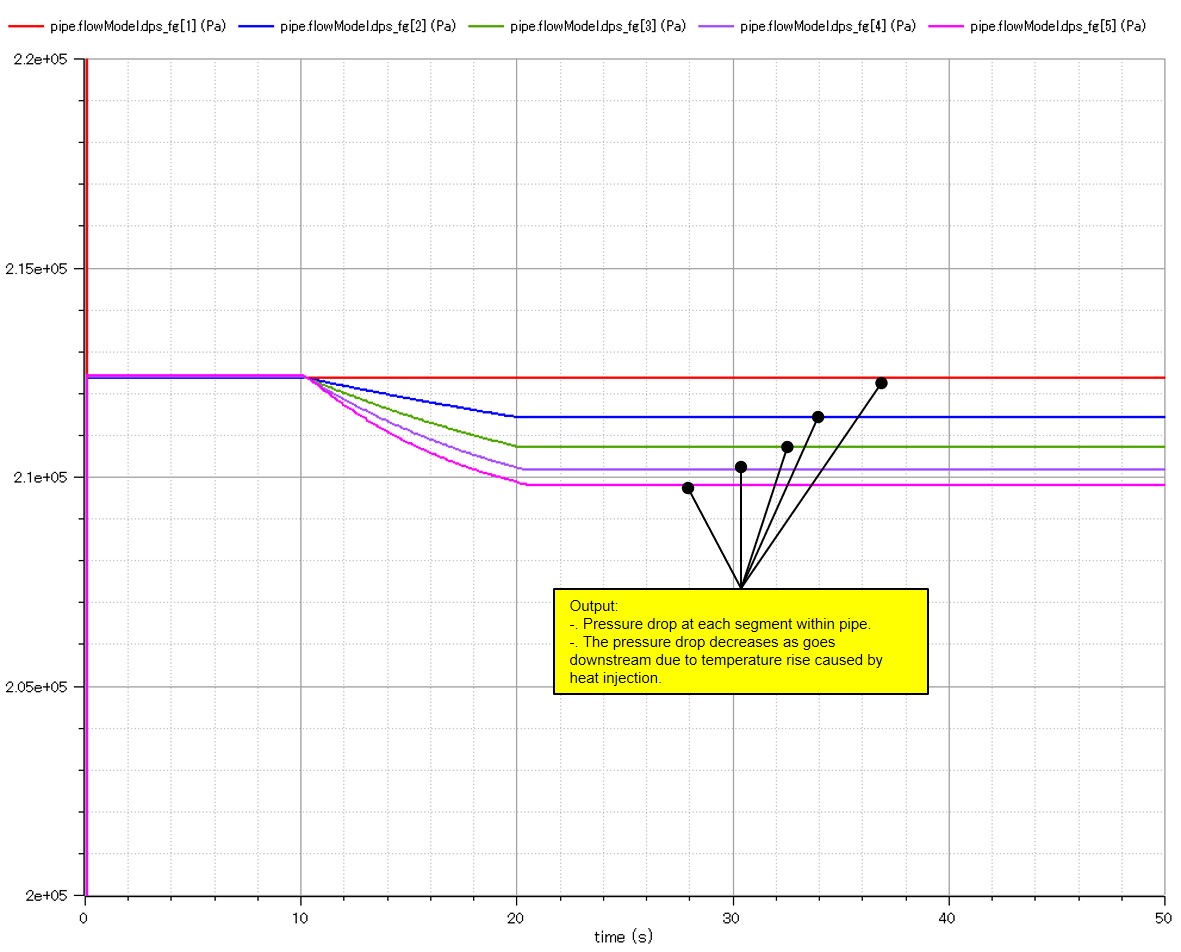 pipe.flowModel.dps_fg[1] (Pa) pipe.flowModel.dps_fg[2] (Pa) pipe.flowModel.dps_fg[3] (Pa) pipe.flowModel.dps_fg[4] (Pa) pipe.flowModel.dps_fg[5] (Pa)
2.2e+05
2.15e+05
2.1e+05
2.05e+05
2e+05
Output:
-. Pressure drop at each segment within pipe.
-. The pressure drop decreases as goes
downstream due to temperature rise caused by
heat injection.
0 10 20 30 40 50
time (s)